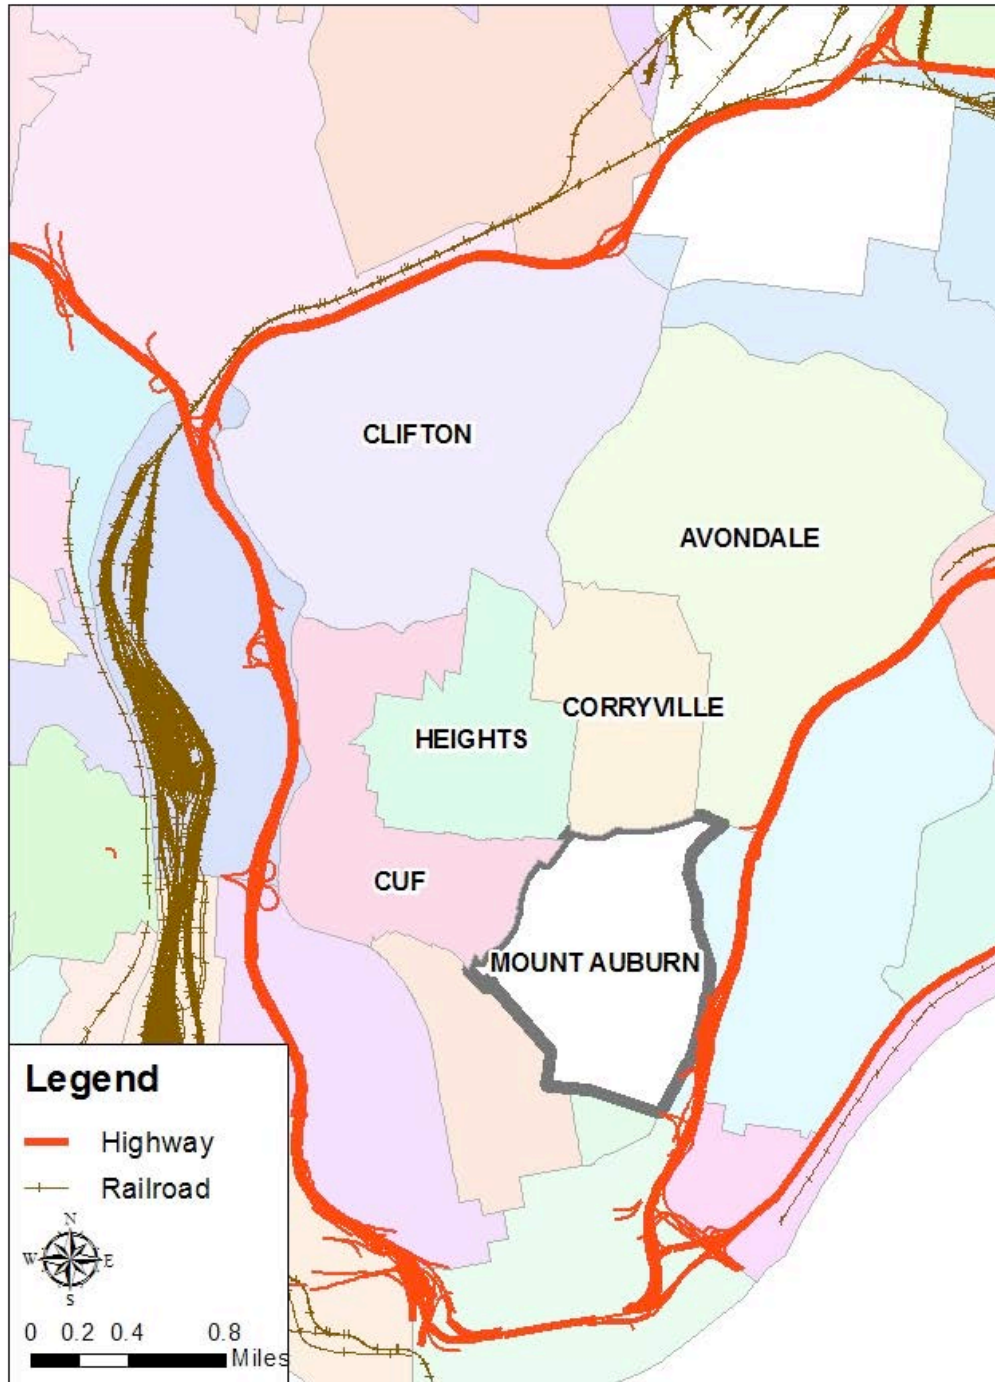 CLIFTON
AVONDALE
CORRYVILLE
HEIGHTS
CUF
MOUNT AUBURN
Legend
Highway
Railroad
N
W E
S
0 0.2 0.4 0.8
Miles